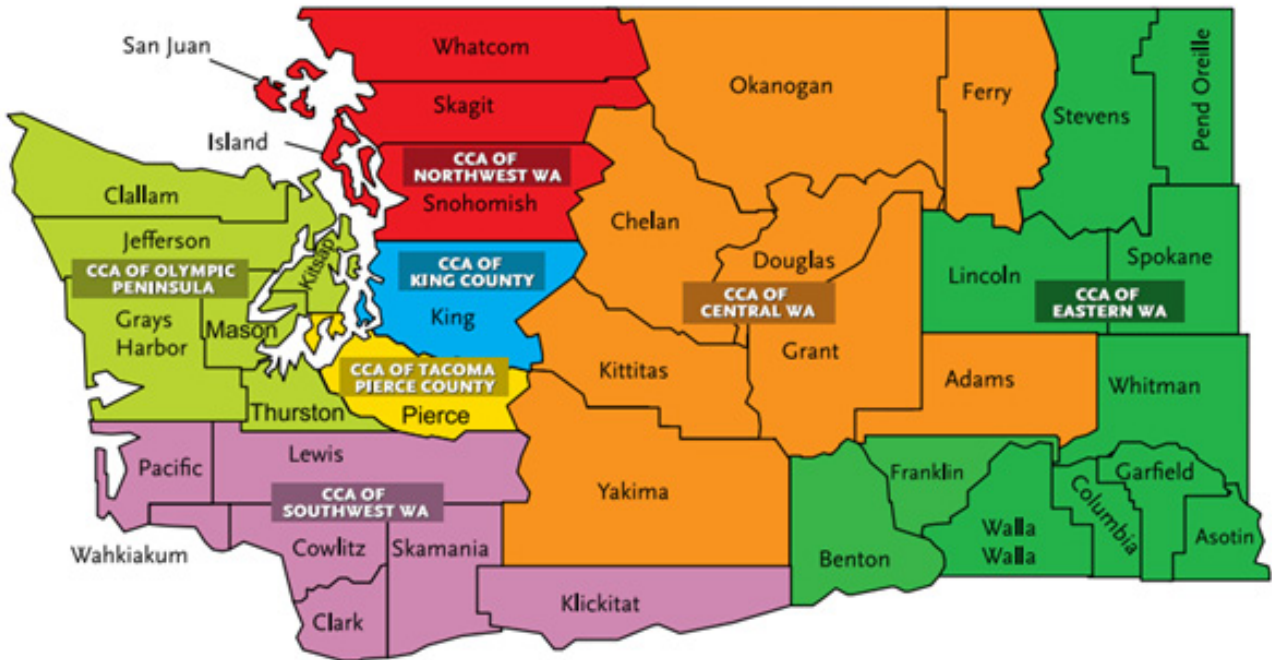 San Juan
Whatcom
Okanogan
Ferry
Stevens
Pend Oreille
Skagit
Island
CCA OF
NORTHWEST WA
Snohomish
Clallam
Chelan
Jefferson
Kitsap
CCA OF OLYMPIC
PENINSULA
CCA OF
KING COUNTY
King
Douglas
CCA OF
CENTRAL WA
Lincoln
Spokane
CCA OF
EASTERN WA
Grays
Harbor
Mason
CCA OF TACOMA
PIERCE COUNTY
Pierce
Kittitas
Grant
Adams
Whitman
Thurston
Pacific
Lewis
CCA OF
SOUTHWEST WA
Yakima
Franklin
Garfield
Columbia
Wahkiakum
Cowlitz
Skamania
Benton
Walla
Walla
Asotin
Clark
Klickitat